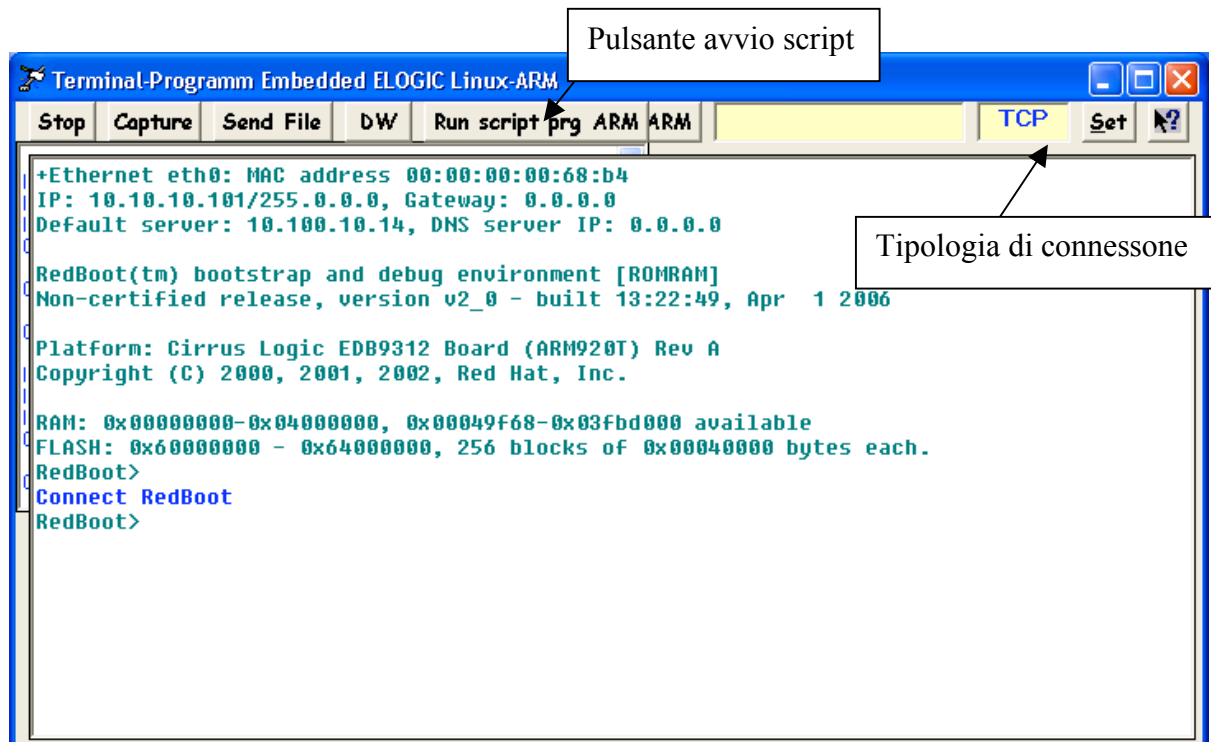 Pulsante avvio script
Terminal-Programm Embedded ELOGIC Linux-ARM
Stop Capture Send File DW Run script prg ARM ARM TCP Set
+Ethernet eth0: MAC address 00:00:00:00:68:b4
IP: 10.10.10.101/255.0.0.0, Gateway: 0.0.0.0
Default server: 10.100.10.14, DNS server IP: 0.0.0.0
Tipologia di connessone
RedBoot(tm) bootstrap and debug environment [ROMRAM]
Non-certified release, version v2_0 - built 13:22:49, Apr  1 2006
Platform: Cirrus Logic EDB9312 Board (ARM920T) Rev A
Copyright (C) 2000, 2001, 2002, Red Hat, Inc.
RAM: 0x00000000-0x04000000, 0x00049f68-0x03fbd000 available
FLASH: 0x60000000 - 0x64000000, 256 blocks of 0x00040000 bytes each.
RedBoot>
Connect RedBoot
RedBoot>